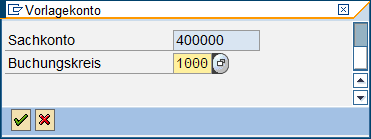 Vorlagekonto
Sachkonto 400000
Buchungskreis 1000